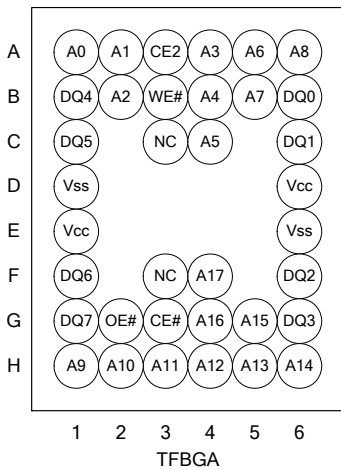 A A0 A1 CE2 A3 A6 A8
B DQ4 A2 WE# A4 A7 DQ0
C DQ5 NC A5 DQ1
D Vss Vcc
E Vcc Vss
F DQ6 NC A17 DQ2
G DQ7 OE# CE# A16 A15 DQ3
H A9 A10 A11 A12 A13 A14
1 2 3 4 5 6
TFBGA